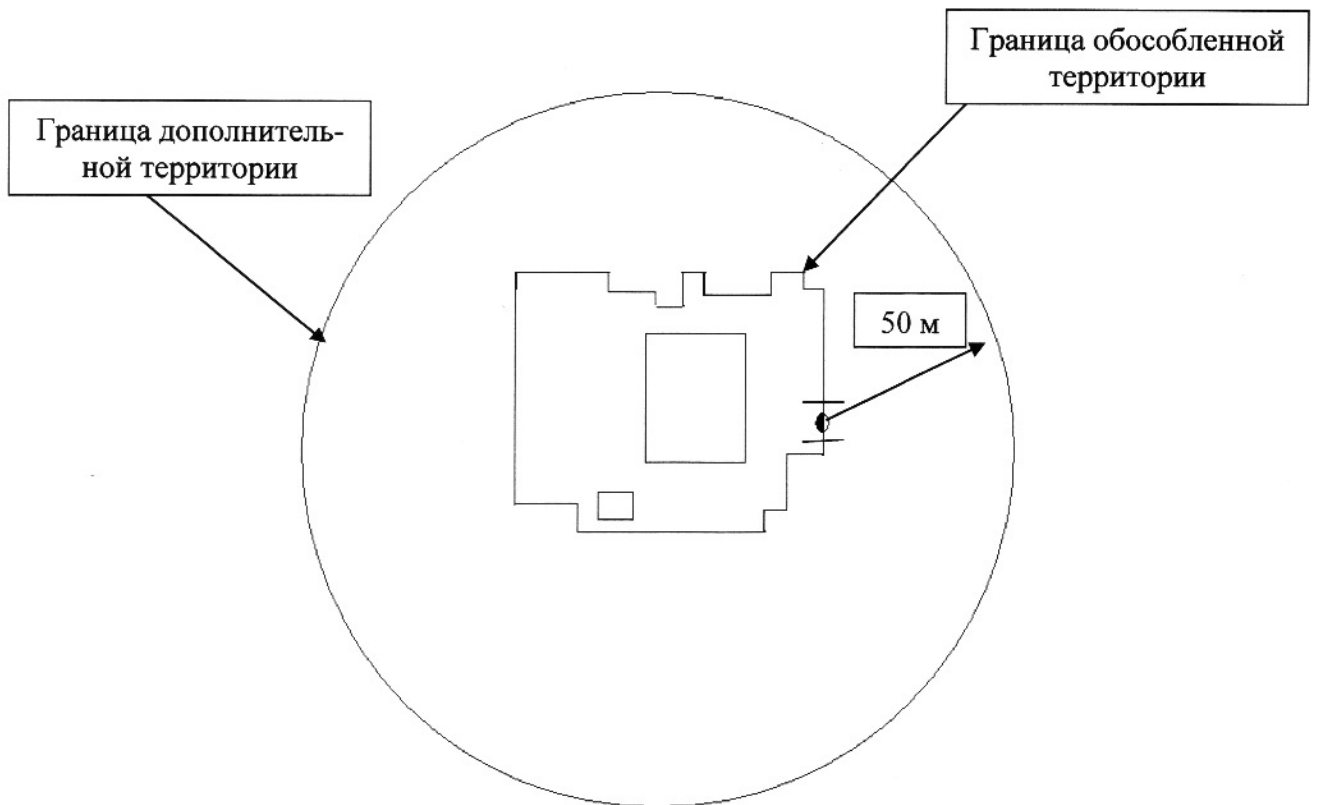 Граница обособленной
территории
Граница дополнитель-
ной территории
50 м